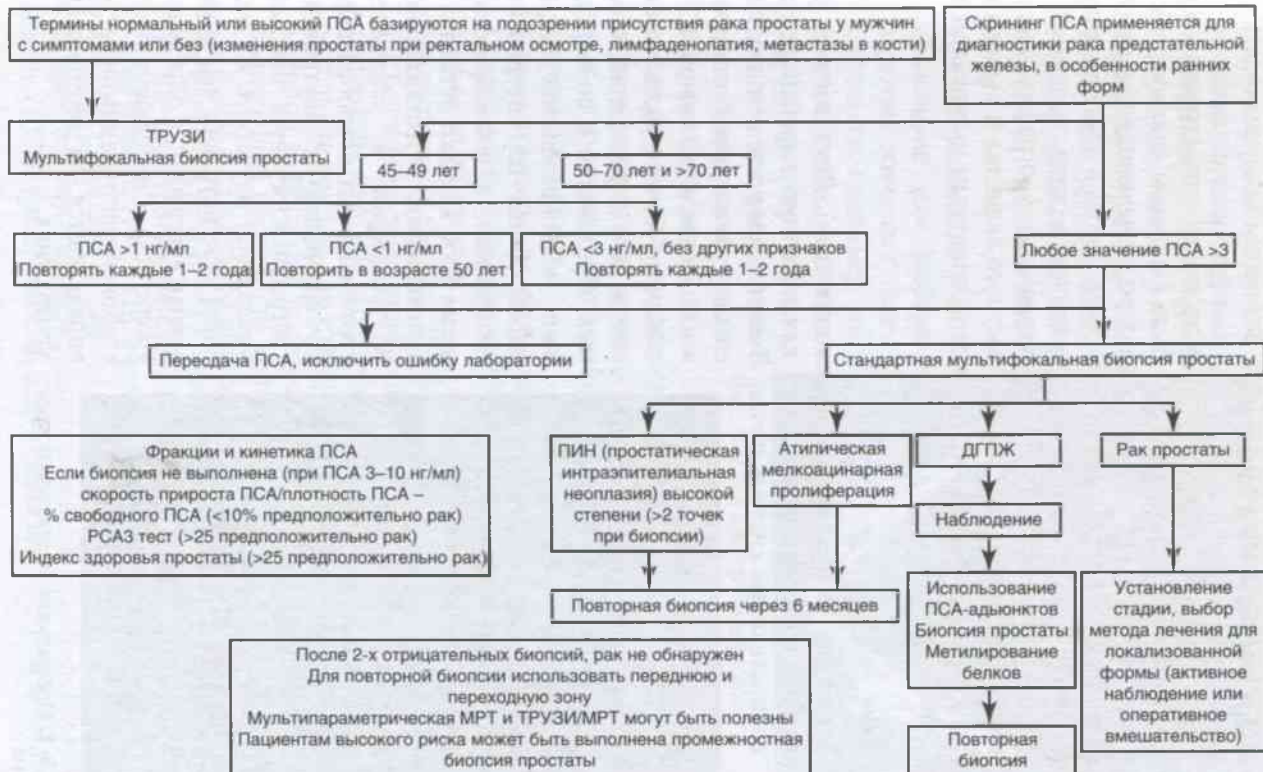 Термины нормальный или высокий ПСА базируются на подозрении присутствия рака простаты у мужчин
с симптомами или без (изменения простаты при ректальном осмотре, лимфаденопатия, метастазы в кости)
Скрининг ПСА применяется для
диагностики рака предстательной
железы, в особенности ранних
форм
ТРУЗИ
Мультифокальная биопсия простаты
45–49 лет
50–70 лет и >70 лет
ПСА >1 нг/мл
Повторять каждые 1–2 года
ПСА <1 нг/мл
Повторить в возрасте 50 лет
ПСА <3 нг/мл, без других признаков
Повторять каждые 1–2 года
Любое значение ПСА >3
Пересдача ПСА, исключить ошибку лаборатории
Стандартная мультифокальная биопсия простаты
Фракции и кинетика ПСА
Если биопсия не выполнена (при ПСА 3–10 нг/мл)
скорость прироста ПСА/плотность ПСА –
% свободного ПСА (<10% предположительно рак)
PCA3 тест (>25 предположительно рак)
Индекс здоровья простаты (>25 предположительно рак)
ПИН (простатическая
интраэпителиальная
неоплазия) высокой
степени (>2 точек
при биопсии)
Атипическая
мелкоацинарная
пролиферация
ДГПЖ
Рак простаты
Наблюдение
Повторная биопсия через 6 месяцев
Использование
ПСА-адъюнктов
Биопсия простаты
Метилирование
белков
Установление
стадии, выбор
метода лечения для
локализованной
формы (активное
наблюдение или
оперативное
вмешательство)
После 2-х отрицательных биопсий, рак не обнаружен
Для повторной биопсии использовать переднюю и
переходную зону
Мультипараметрическая МРТ и ТРУЗИ/МРТ могут быть полезны
Пациентам высокого риска может быть выполнена промежностная
биопсия простаты
Повторная
биопсия